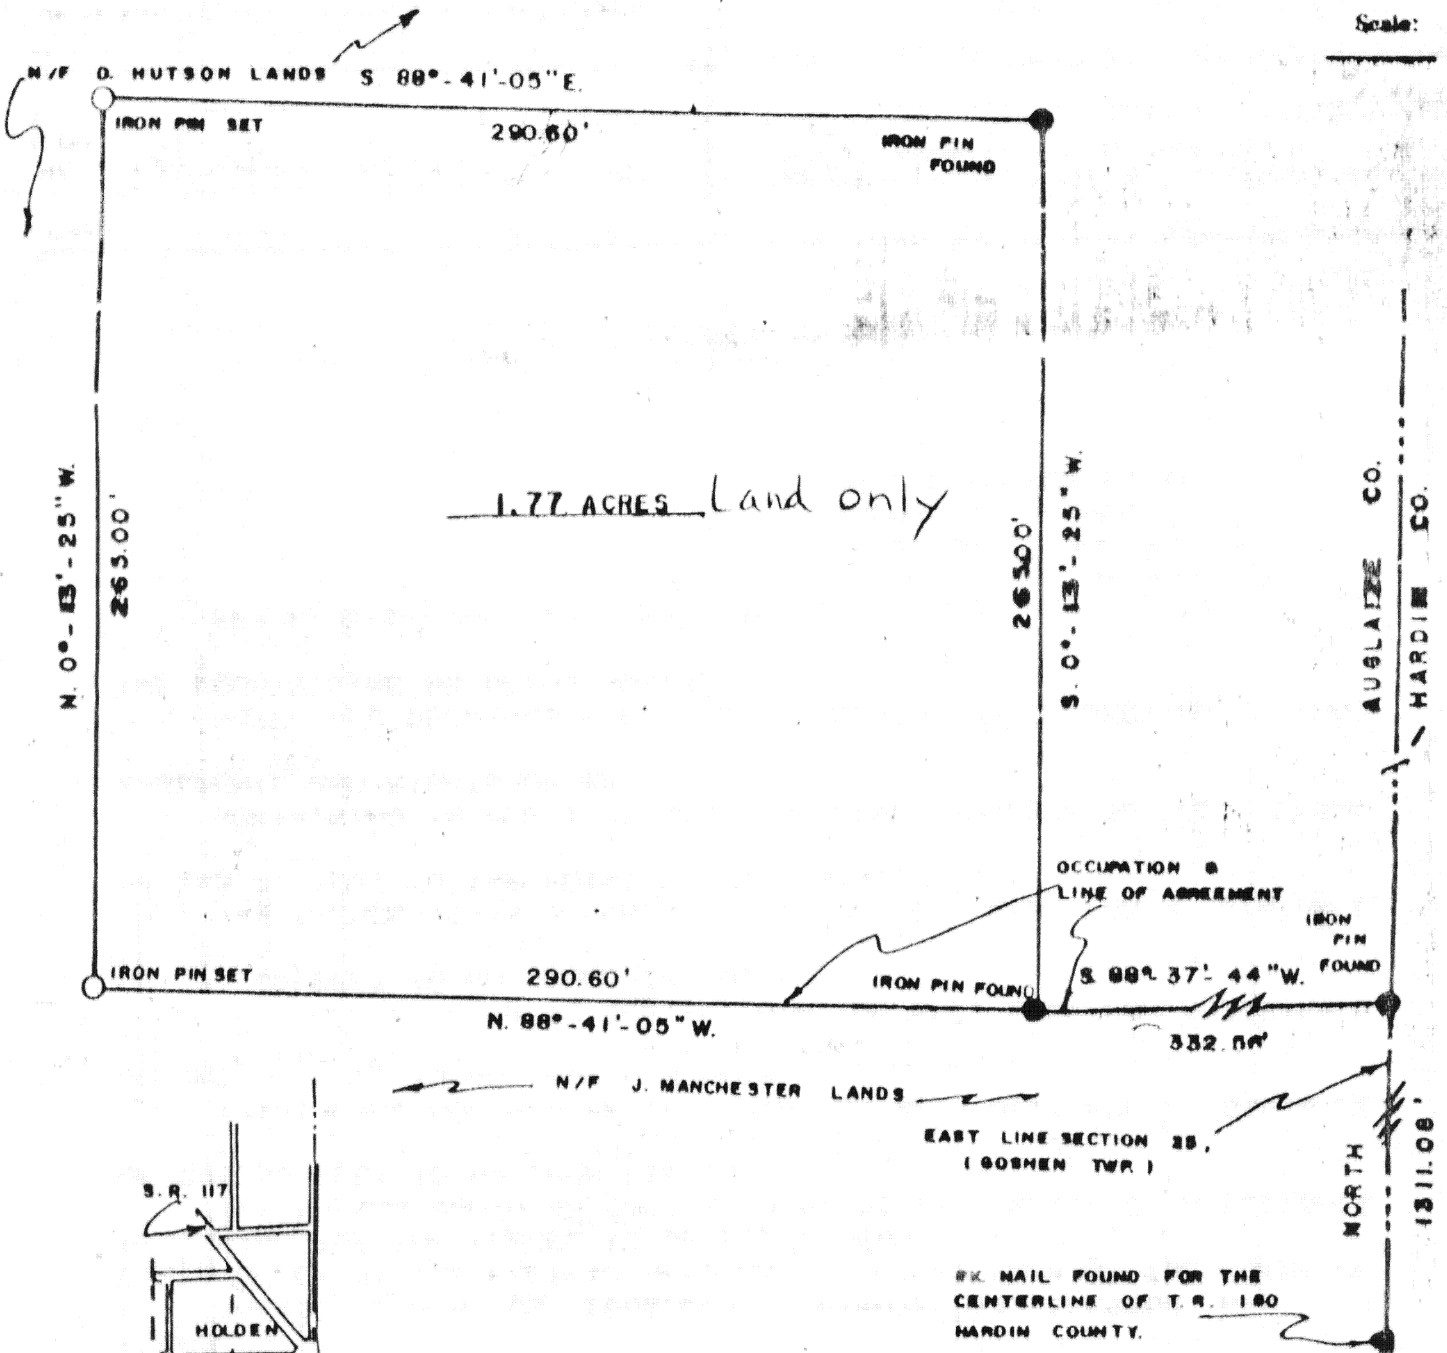 Scale:
N/F D. HUTSON LANDS S. 88°-41'-05" E.
IRON PIN SET
290.60'
IRON PIN
FOUND
N. 0°-13'-25" W.
265.00'
1.77 ACRES Land only
265.00'
S. 0°-13'-25" W.
AUGLAIZE CO.
HARDIN CO.
OCCUPATION &
LINE OF AGREEMENT
IRON
PIN
FOUND
IRON PIN SET
290.60'
IRON PIN FOUND
S. 88°-37'-44" W.
N. 88°-41'-05" W.
N/F J. MANCHESTER LANDS
EAST LINE SECTION 25,
(GOSHEN TWP.)
NORTH
S.R. 117
HOLDEN
PK NAIL FOUND FOR THE
CENTERLINE OF T.R. 180
HARDIN COUNTY.